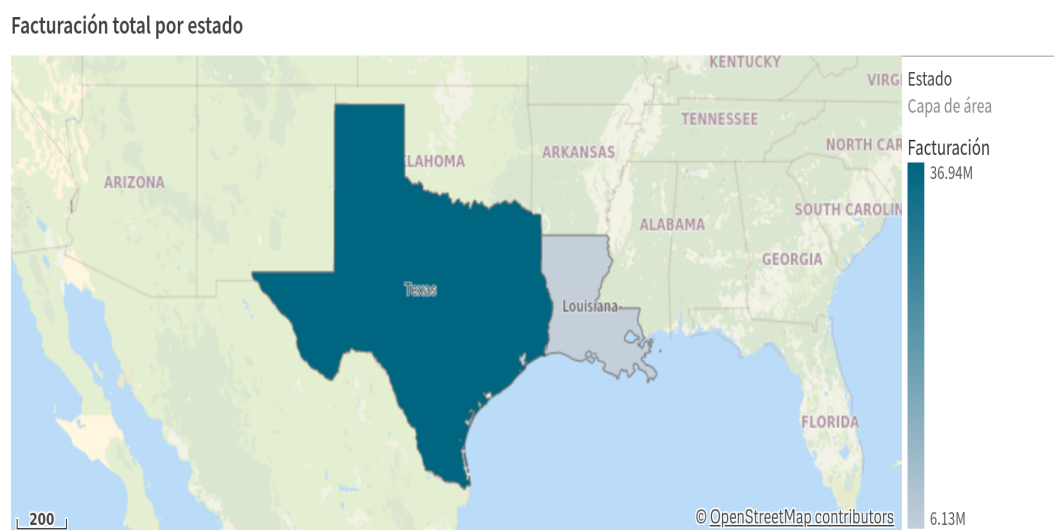 Facturación total por estado
KENTUCKY
VIRG
Estado
Capa de área
TENNESSEE
NORTH CAR
ARKANSAS
LAHOMA
ARIZONA
SOUTH CAROLIN
ALABAMA
GEORGIA
Texas
Louisiana
FLORIDA
Facturación
36.94M
6.13M
200
© OpenStreetMap contributors